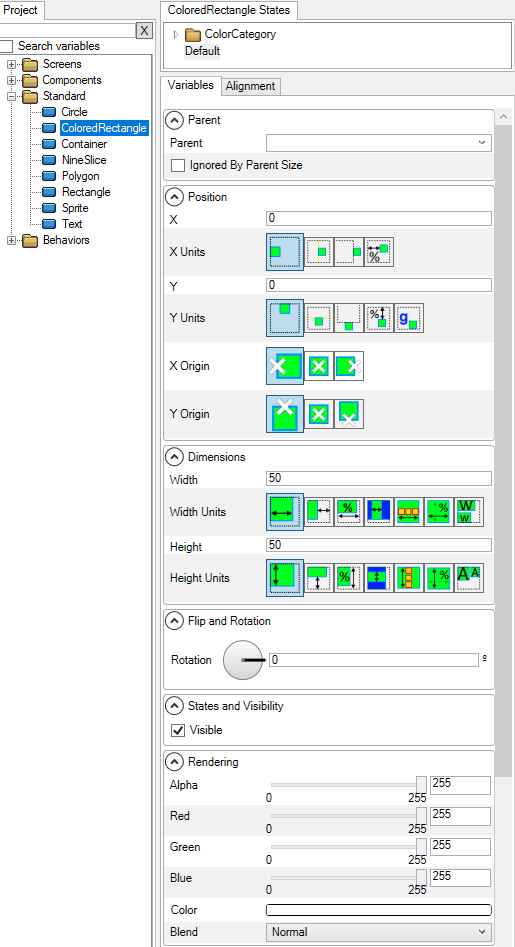 Project
X
Search variables
Screens
Components
Standard
Circle
ColoredRectangle
Container
NineSlice
Polygon
Rectangle
Sprite
Text
Behaviors
ColoredRectangle States
ColorCategory
Default
Variables Alignment
Parent
Parent
Ignored By Parent Size
Position
X 0
X Units %
Y 0
Y Units % g
X Origin
Y Origin
Dimensions
Width 50
Width Units % % W W
Height 50
Height Units % % A A
Flip and Rotation
Rotation 0 º
States and Visibility
Visible
Rendering
Alpha 255
0 255
Red 255
0 255
Green 255
0 255
Blue 255
0 255
Color
Blend Normal